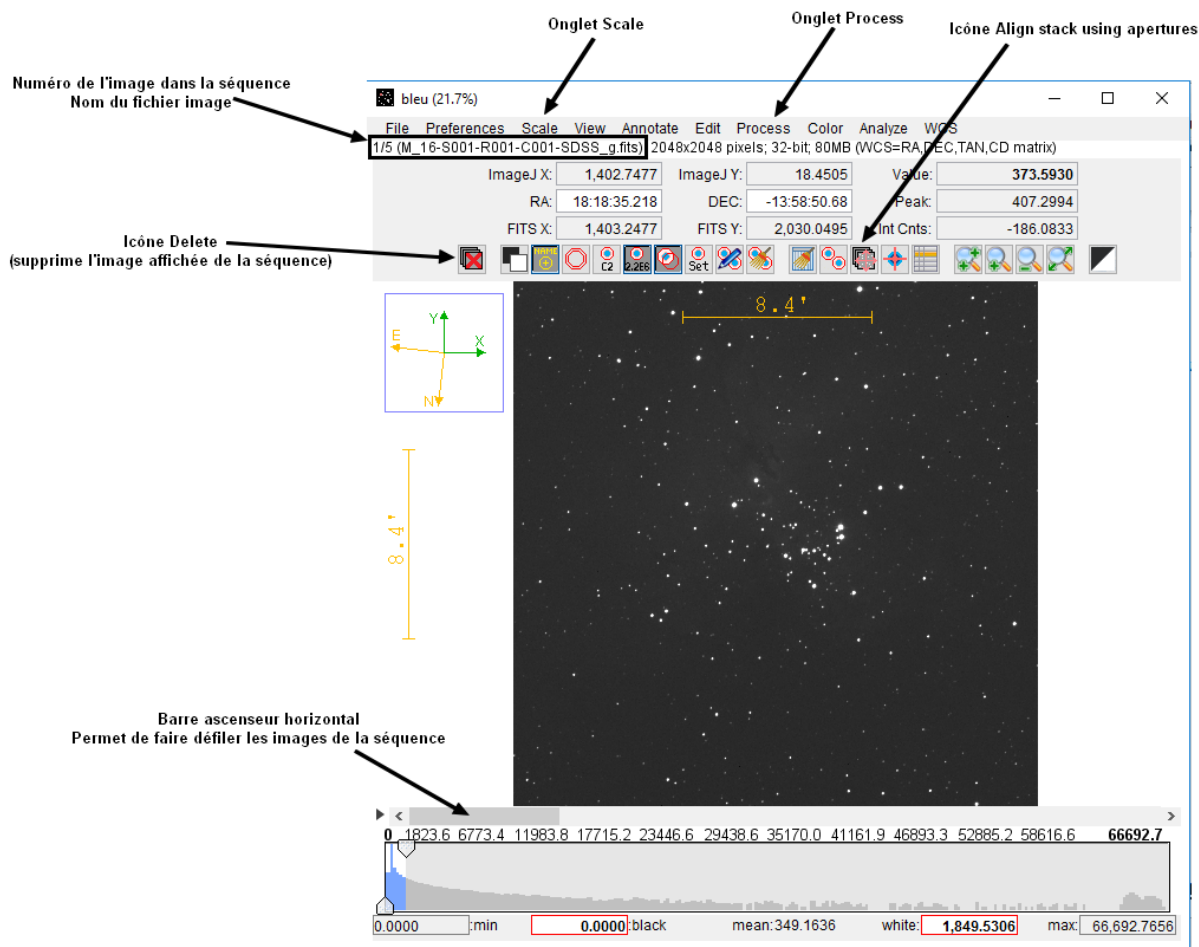 Onglet Scale
Onglet Process
Icône Align stack using apertures
Numéro de l'image dans la séquence
Nom du fichier image
bleu (21.7%)
File Preferences Scale View Annotate Edit Process Color Analyze WCS
1/5 (M_16-S001-R001-C001-SDSS_g.fits) 2048x2048 pixels; 32-bit; 80MB (WCS=RA,DEC,TAN,CD matrix)
ImageJ X: 1,402.7477 ImageJ Y: 18.4505 Value: 373.5930
RA: 18:18:35.218 DEC: -13:58:50.68 Peak: 407.2994
FITS X: 1,403.2477 FITS Y: 2,030.0495 Int Cnts: -186.0833
Icône Delete
(supprime l'image affichée de la séquence)
NAME C2 2.2E6 Set
8.4'
Y
E
X
N
8.4'
Barre ascenseur horizontal
Permet de faire défiler les images de la séquence
0 1823.6 6773.4 11983.8 17715.2 23446.6 29438.6 35170.0 41161.9 46893.3 52885.2 58616.6 66692.7
0.0000 :min 0.0000 :black mean:349.1636 white: 1,849.5306 max: 66,692.7656